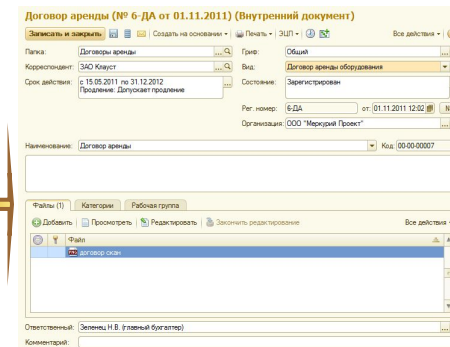 Договор аренды (№ 6-ДА от 01.11.2011) (Внутренний документ)
Записать и закрыть Создать на основании Печать ЭЦП Все действия
Папка: Договоры аренды Гриф: Общий
Корреспондент: ЗАО Клауст Вид: Договор аренды оборудования
Срок действия: с 15.05.2011 по 31.12.2012 Состояние: Зарегистрирован
Продление: Допускает продление
Рег. номер: 6-ДА от: 01.11.2011 12:02
Организация: ООО "Меркурий Проект"
Наименование: Договор аренды Код: 00-00-00007
Файлы (1) Категории Рабочая группа
Добавить Просмотреть Редактировать Закончить редактирование Все действия
Файл
договор скан
Ответственный: Зеленец Н.В. (главный бухгалтер)
Комментарий: